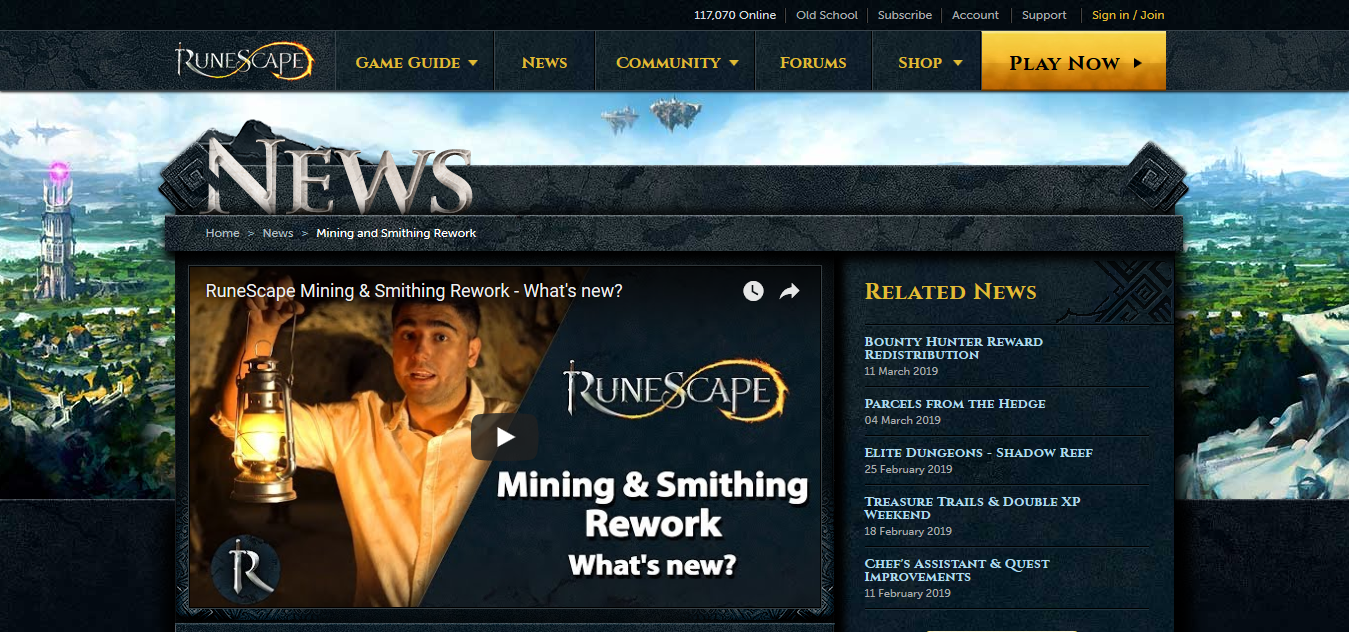 117,070 Online
Old School
Subscribe
Account
Support
Sign in / Join
RuneScape
Game Guide
News
Community
Forums
Shop
Play Now
News
Home > News > Mining and Smithing Rework
RuneScape Mining & Smithing Rework - What's new?
RuneScape
Mining & Smithing
Rework
What's new?
R
Related News
Bounty Hunter Reward
Redistribution
11 March 2019
Parcels from the Hedge
04 March 2019
Elite Dungeons - Shadow Reef
25 February 2019
Treasure Trails & Double XP
Weekend
18 February 2019
Chef's Assistant & Quest
Improvements
11 February 2019